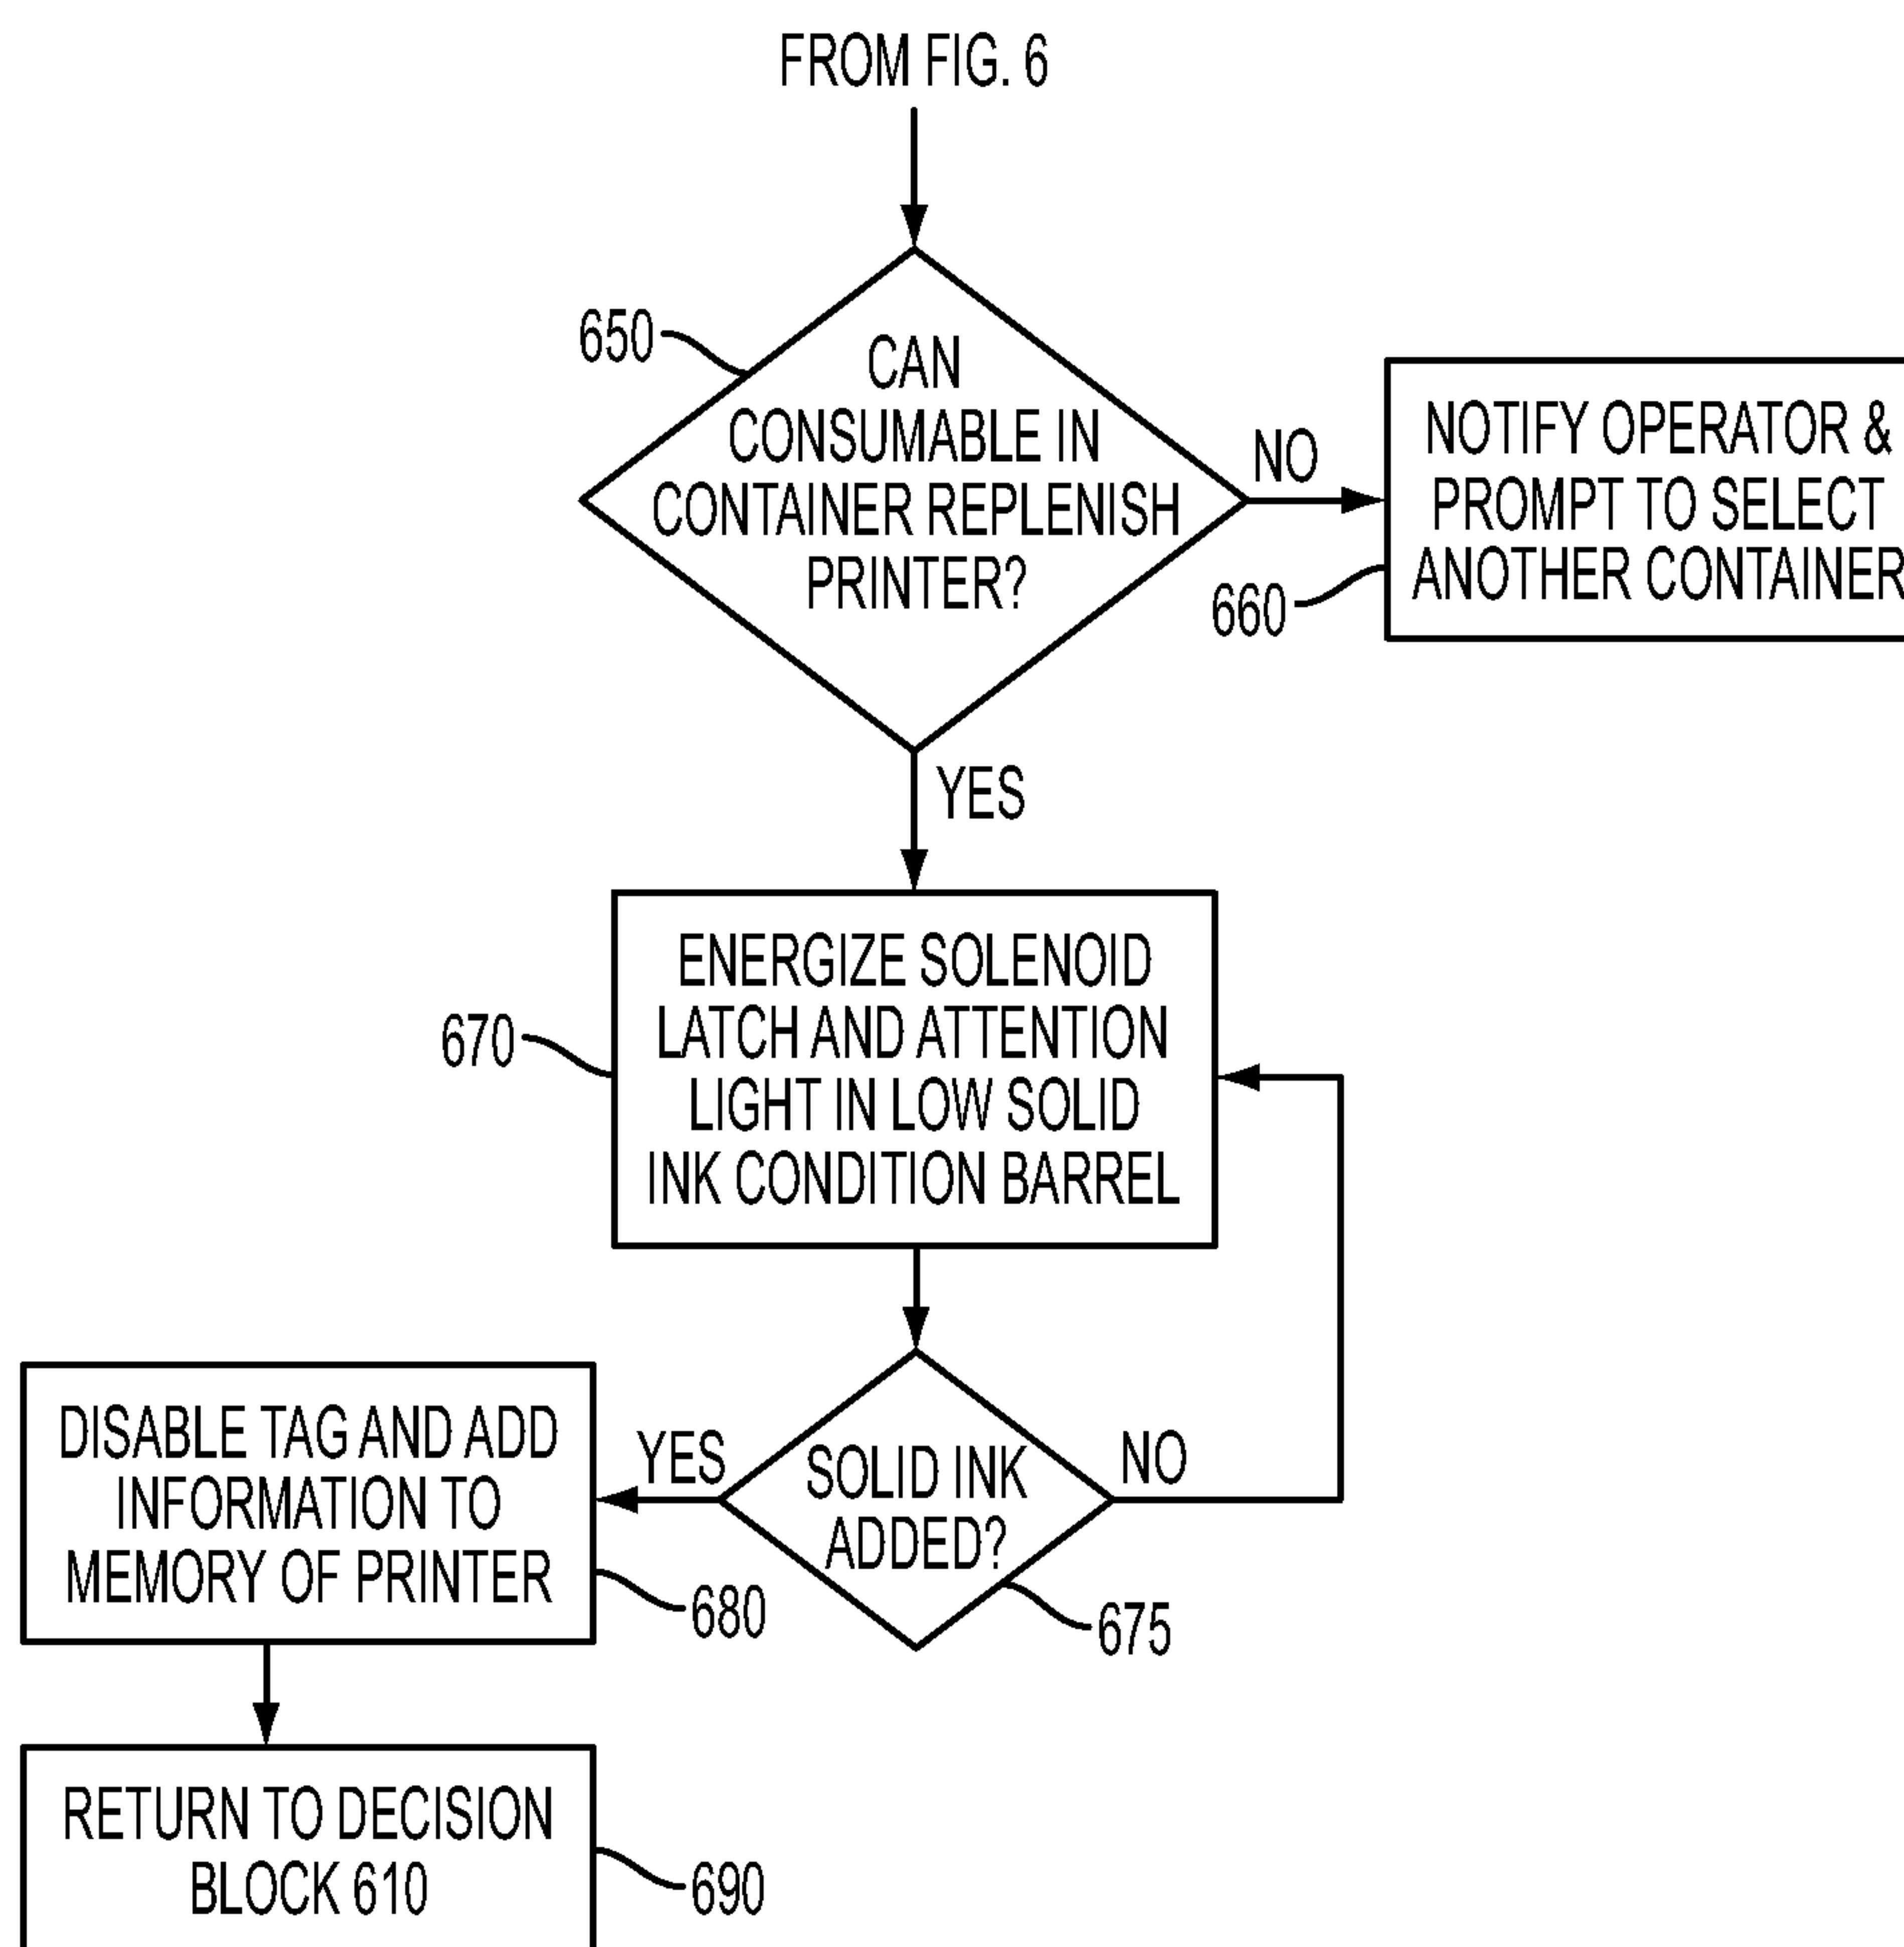 FROM FIG. 6
650
CAN
CONSUMABLE IN
CONTAINER REPLENISH
PRINTER?
NO
NOTIFY OPERATOR &
PROMPT TO SELECT
ANOTHER CONTAINER
660
YES
670
ENERGIZE SOLENOID
LATCH AND ATTENTION
LIGHT IN LOW SOLID
INK CONDITION BARREL
DISABLE TAG AND ADD
INFORMATION TO
MEMORY OF PRINTER
680
YES
SOLID INK
ADDED?
NO
675
RETURN TO DECISION
BLOCK 610
690